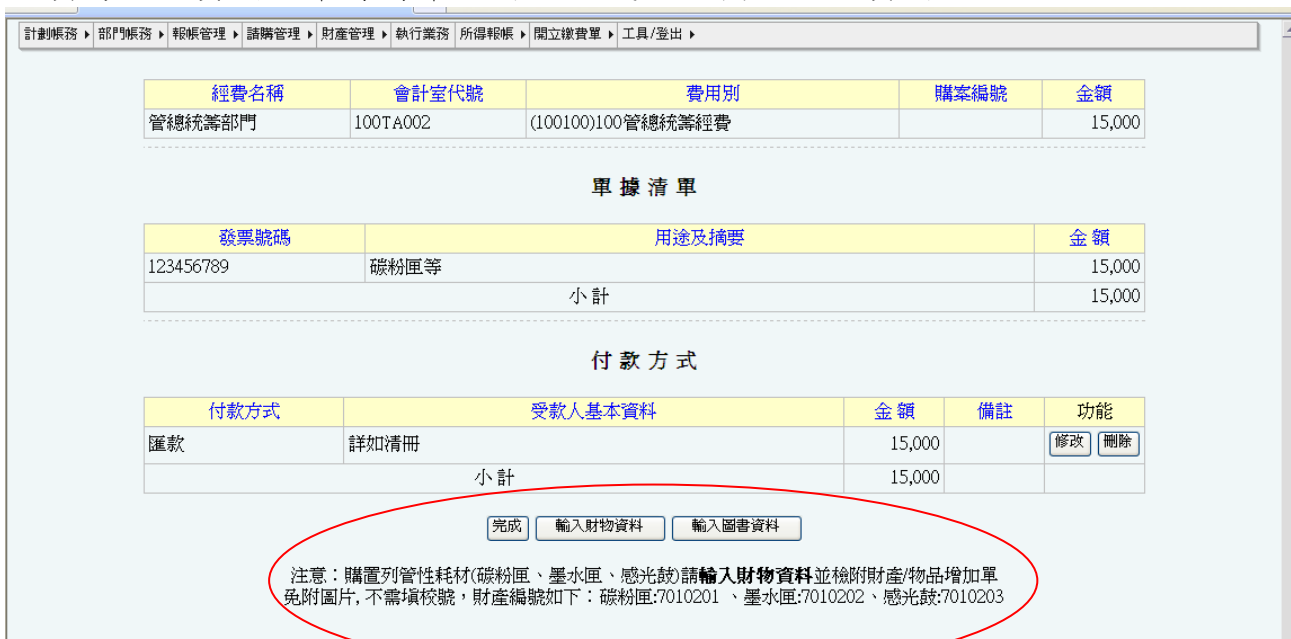 計劃帳務 部門帳務 報帳管理 請購管理 財產管理 執行業務 所得報帳 開立繳費單 工具/登出
經費名稱 會計室代號 費用別 購案編號 金額
管總統籌部門 100TA002 (100100)100管總統籌經費 15,000
單據清單
發票號碼 用途及摘要 金額
123456789 碳粉匣等 15,000
小計 15,000
付款方式
付款方式 受款人基本資料 金額 備註 功能
匯款 詳如清冊 15,000 修改 刪除
小計 15,000
完成 輸入財物資料 輸入圖書資料
注意：購置列管性耗材(碳粉匣、墨水匣、感光鼓)請輸入財物資料並檢附財產/物品增加單
免附圖片, 不需填校號，財產編號如下：碳粉匣:7010201 、墨水匣:7010202、感光鼓:7010203